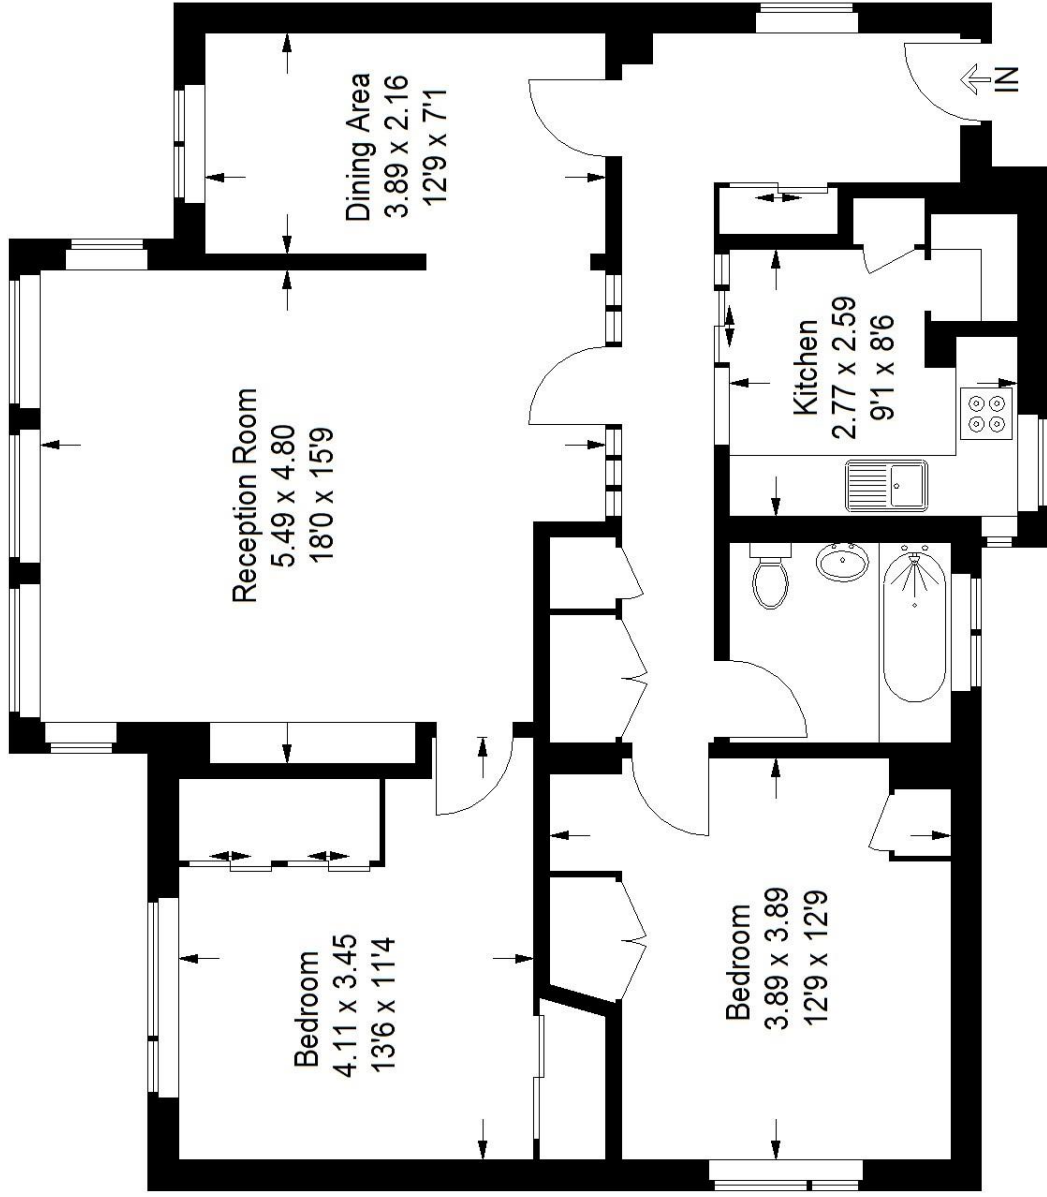 Dining Area
3.89 x 2.16
12'9 x 7'1
IN
Reception Room
5.49 x 4.80
18'0 x 15'9
Kitchen
2.77 x 2.59
9'1 x 8'6
Bedroom
4.11 x 3.45
13'6 x 11'4
Bedroom
3.89 x 3.89
12'9 x 12'9